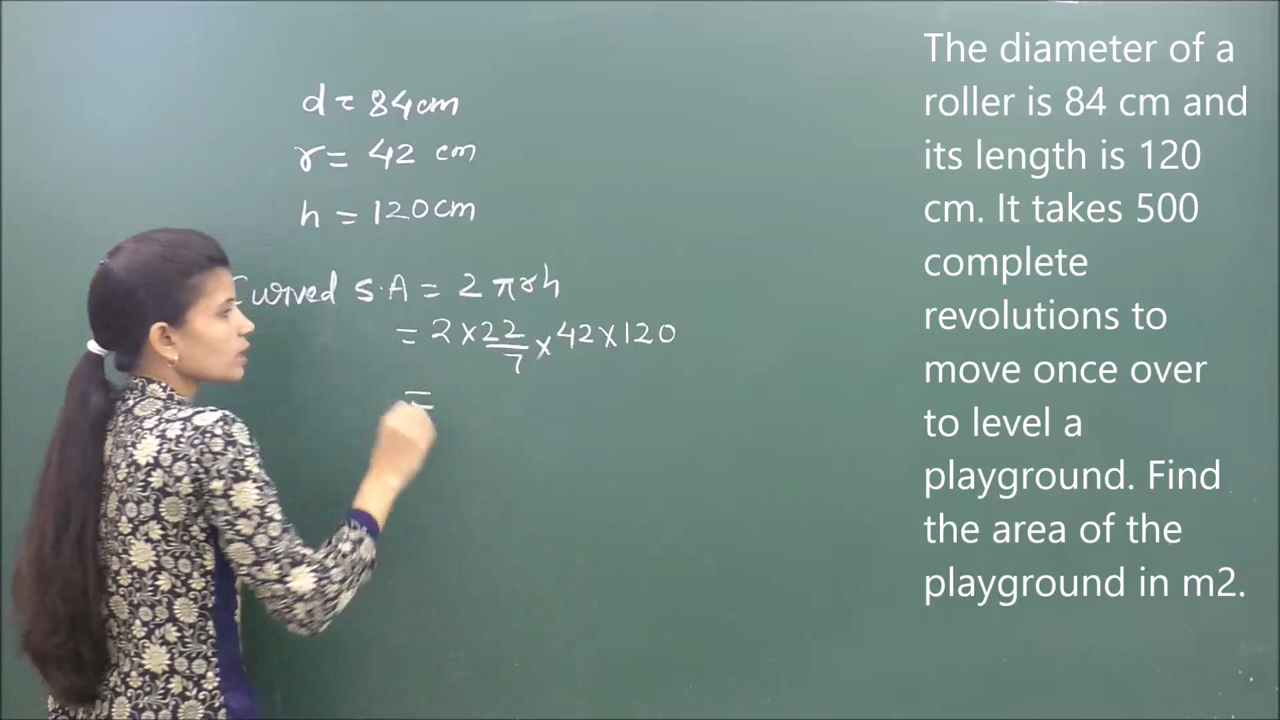 d = 84cm
r = 42 cm
h = 120cm
Curved S.A = 2πrh
= 2 × 22/7 × 42 × 120
=
The diameter of a
roller is 84 cm and
its length is 120
cm. It takes 500
complete
revolutions to
move once over
to level a
playground. Find
the area of the
playground in m2.